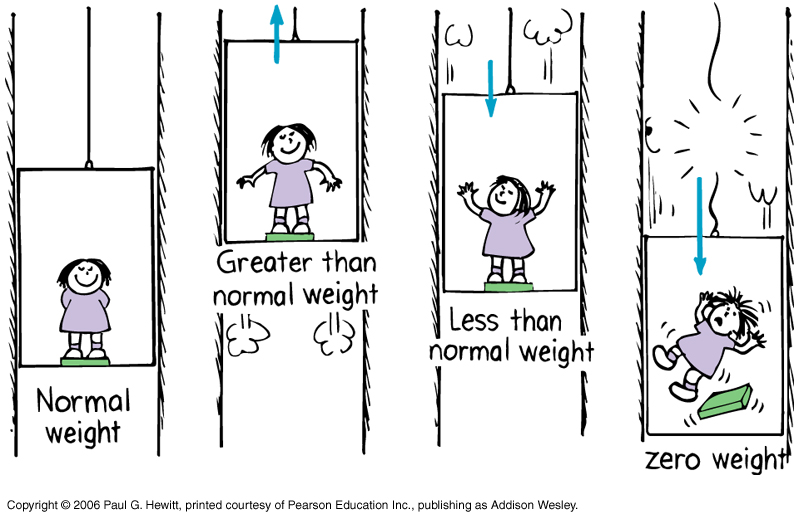 Normal
weight
Greater than
normal weight
Less than
normal weight
zero weight
Copyright © 2006 Paul G. Hewitt, printed courtesy of Pearson Education Inc., publishing as Addison Wesley.